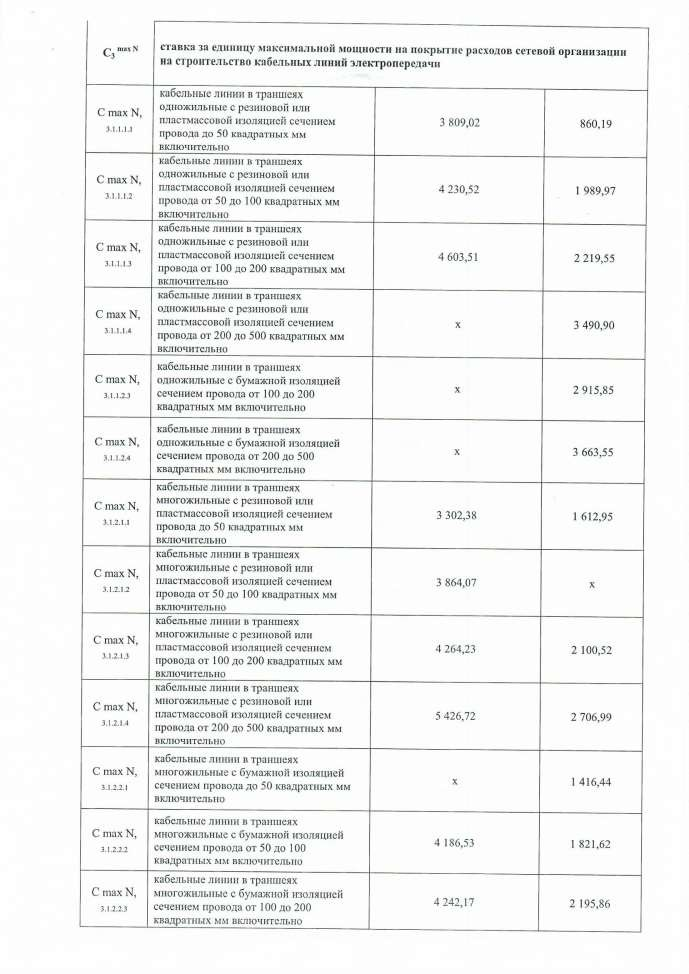 C₃ max N
ставка за единицу максимальной мощности на покрытие расходов сетевой организации
на строительство кабельных линий электропередачи
C max N,
3.1.1.1.1
кабельные линии в траншеях
одножильные с резиновой или
пластмассовой изоляцией сечением
провода до 50 квадратных мм
включительно
3 809,02
860,19
C max N,
3.1.1.1.2
кабельные линии в траншеях
одножильные с резиновой или
пластмассовой изоляцией сечением
провода от 50 до 100 квадратных мм
включительно
4 230,52
1 989,97
C max N,
3.1.1.1.3
кабельные линии в траншеях
одножильные с резиновой или
пластмассовой изоляцией сечением
провода от 100 до 200 квадратных мм
включительно
4 603,51
2 219,55
C max N,
3.1.1.1.4
кабельные линии в траншеях
одножильные с резиновой или
пластмассовой изоляцией сечением
провода от 200 до 500 квадратных мм
включительно
х
3 490,90
C max N,
3.1.1.2.3
кабельные линии в траншеях
одножильные с бумажной изоляцией
сечением провода от 100 до 200
квадратных мм включительно
х
2 915,85
C max N,
3.1.1.2.4
кабельные линии в траншеях
одножильные с бумажной изоляцией
сечением провода от 200 до 500
квадратных мм включительно
х
3 663,55
C max N,
3.1.2.1.1
кабельные линии в траншеях
многожильные с резиновой или
пластмассовой изоляцией сечением
провода до 50 квадратных мм
включительно
3 302,38
1 612,95
C max N,
3.1.2.1.2
кабельные линии в траншеях
многожильные с резиновой или
пластмассовой изоляцией сечением
провода от 50 до 100 квадратных мм
включительно
3 864,07
х
C max N,
3.1.2.1.3
кабельные линии в траншеях
многожильные с резиновой или
пластмассовой изоляцией сечением
провода от 100 до 200 квадратных мм
включительно
4 264,23
2 100,52
C max N,
3.1.2.1.4
кабельные линии в траншеях
многожильные с резиновой или
пластмассовой изоляцией сечением
провода от 200 до 500 квадратных мм
включительно
5 426,72
2 706,99
C max N,
3.1.2.2.1
кабельные линии в траншеях
многожильные с бумажной изоляцией
сечением провода до 50 квадратных мм
включительно
х
1 416,44
C max N,
3.1.2.2.2
кабельные линии в траншеях
многожильные с бумажной изоляцией
сечением провода от 50 до 100
квадратных мм включительно
4 186,53
1 821,62
C max N,
3.1.2.2.3
кабельные линии в траншеях
многожильные с бумажной изоляцией
сечением провода от 100 до 200
квадратных мм включительно
4 242,17
2 195,86